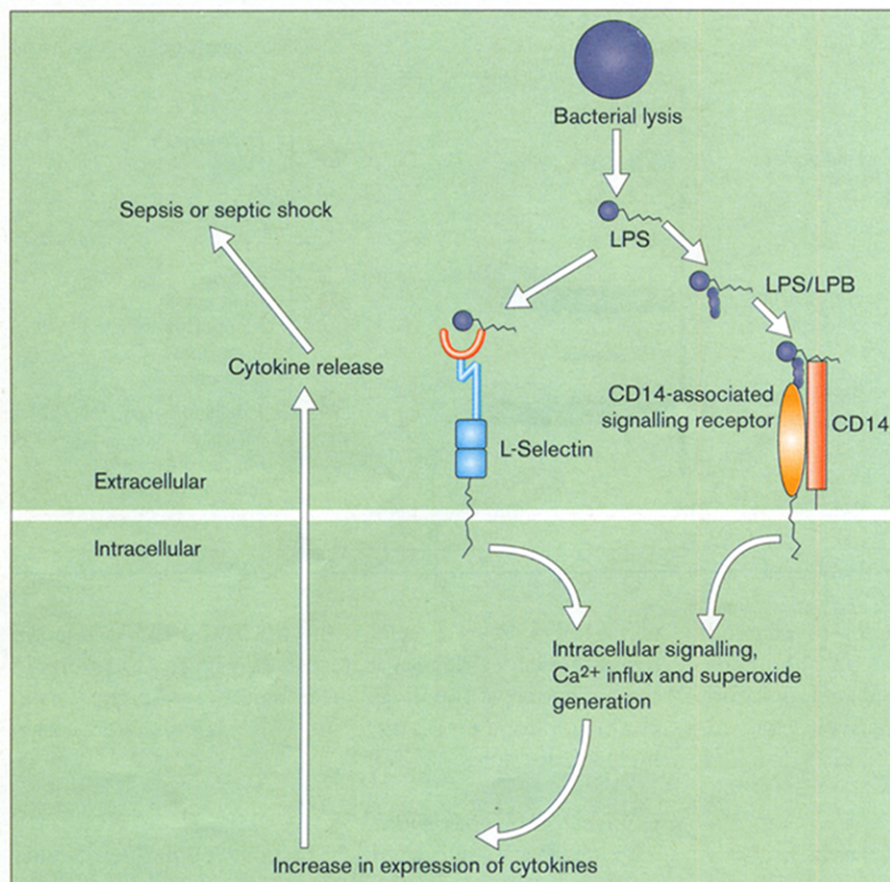 Bacterial lysis
Sepsis or septic shock
LPS
LPS/LPB
Cytokine release
CD14-associated
signalling receptor
CD14
L-Selectin
Extracellular
Intracellular
Intracellular signalling,
Ca²⁺ influx and superoxide
generation
Increase in expression of cytokines